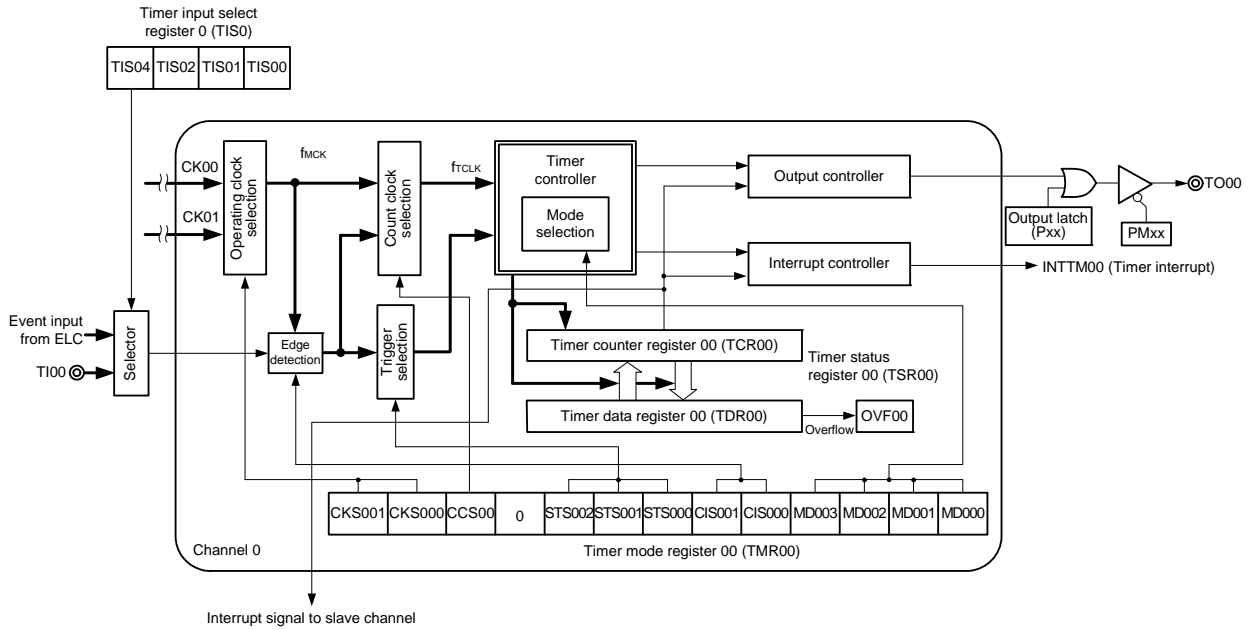 Timer input select
register 0 (TIS0)
TIS04 TIS02 TIS01 TIS00
CK00
CK01
Operating clock
selection
fMCK
Count clock
selection
fTCLK
Timer
controller
Mode
selection
Output controller
Output latch
(Pxx)
PMxx
TO00
Interrupt controller
INTTM00 (Timer interrupt)
Event input
from ELC
TI00
Selector
Edge
detection
Trigger
selection
Timer counter register 00 (TCR00)
Timer status
register 00 (TSR00)
Timer data register 00 (TDR00)
Overflow
OVF00
CKS001 CKS000 CCS00 0 STS002 STS001 STS000 CIS001 CIS000 MD003 MD002 MD001 MD000
Channel 0
Timer mode register 00 (TMR00)
Interrupt signal to slave channel